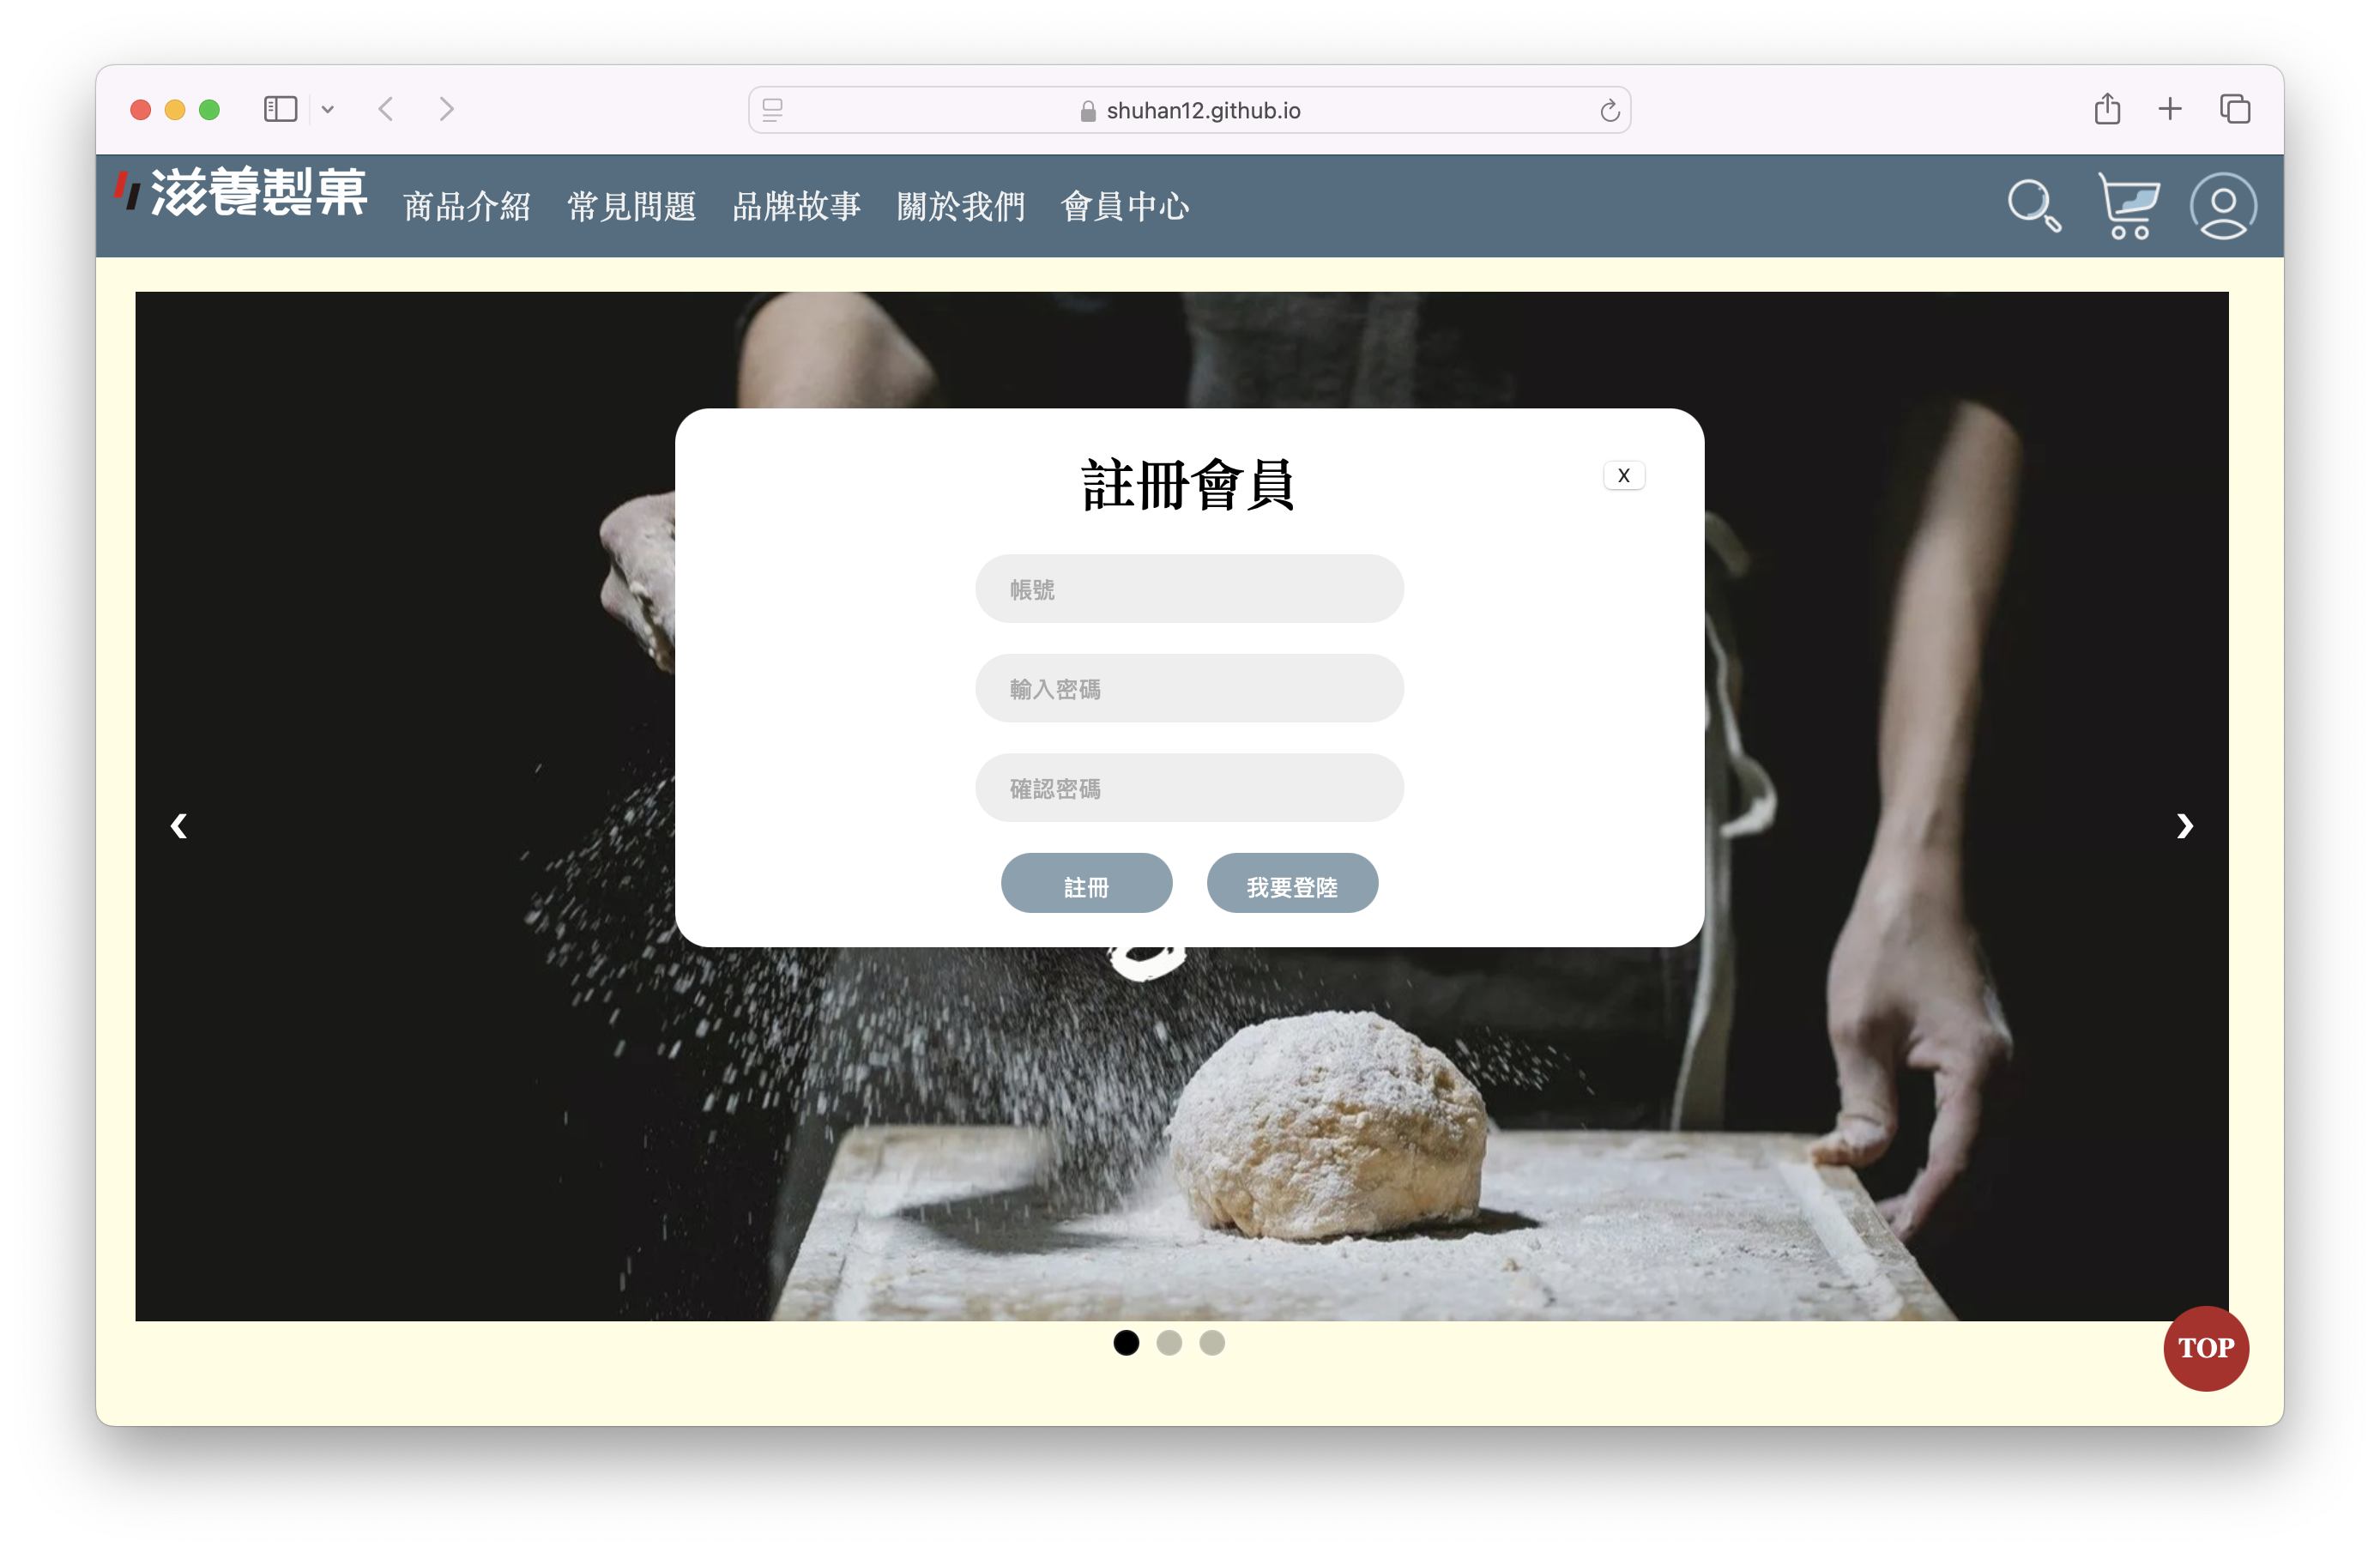 shuhan12.github.io
滋養製菓
商品介紹 常見問題 品牌故事 關於我們 會員中心
註冊會員
X
帳號
輸入密碼
確認密碼
註冊 我要登陸
‹ ›
TOP